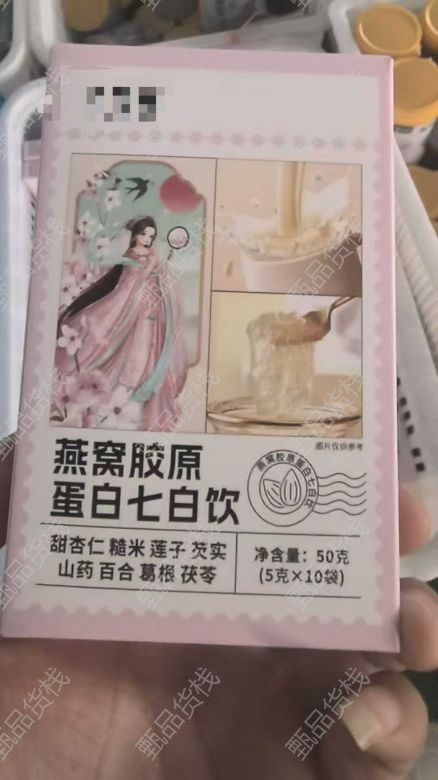 图片仅供参考
燕窝胶原
蛋白七白饮
燕窝胶原蛋白七白饮
甜杏仁 糙米 莲子 芡实
山药 百合 葛根 茯苓
净含量：50克
(5克×10袋)
甄品货栈